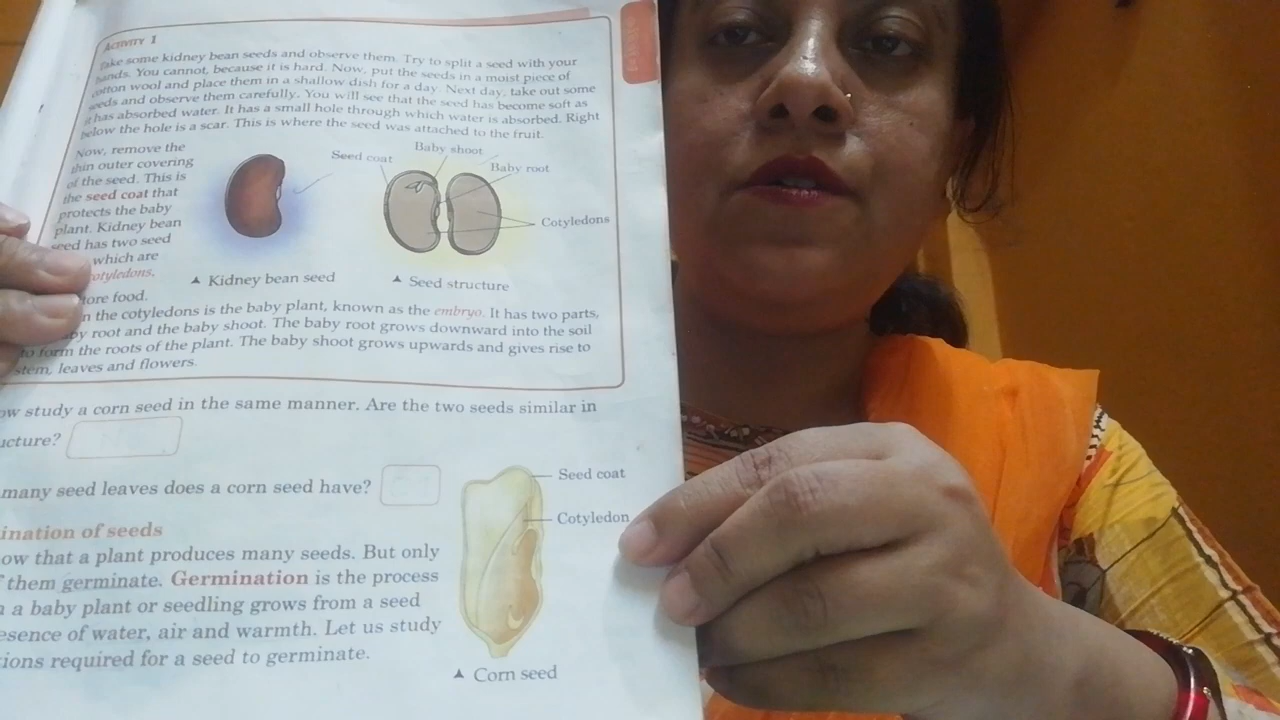 ACTIVITY 1
Take some kidney bean seeds and observe them. Try to split a seed with your
hands. You cannot, because it is hard. Now, put the seeds in a moist piece of
cotton wool and place them in a shallow dish for a day. Next day, take out some
seeds and observe them carefully. You will see that the seed has become soft as
it has absorbed water. It has a small hole through which water is absorbed. Right
below the hole is a scar. This is where the seed was attached to the fruit.
Now, remove the
thin outer covering
of the seed. This is
the seed coat that
protects the baby
plant. Kidney bean
seed has two seed
which are
cotyledons.
tore food.
Seed coat
Baby shoot
Baby root
Cotyledons
▲ Kidney bean seed
▲ Seed structure
n the cotyledons is the baby plant, known as the embryo. It has two parts,
by root and the baby shoot. The baby root grows downward into the soil
to form the roots of the plant. The baby shoot grows upwards and gives rise to
stem, leaves and flowers.
ow study a corn seed in the same manner. Are the two seeds similar in
ucture?
many seed leaves does a corn seed have?
Seed coat
Cotyledon
▲ Corn seed
ination of seeds
ow that a plant produces many seeds. But only
f them germinate. Germination is the process
h a baby plant or seedling grows from a seed
esence of water, air and warmth. Let us study
tions required for a seed to germinate.